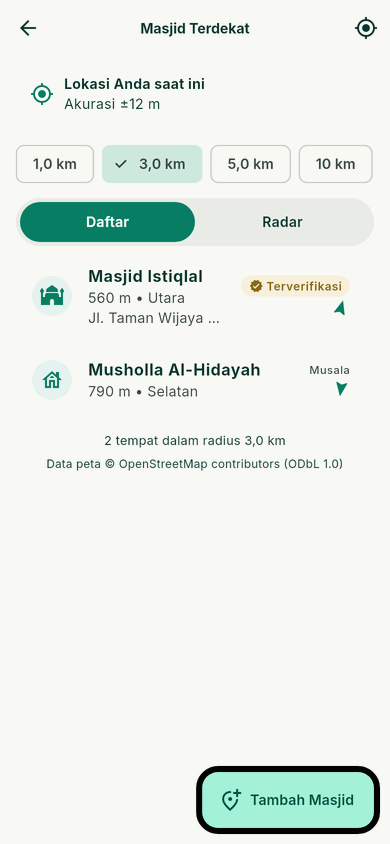 Masjid Terdekat
Lokasi Anda saat ini
Akurasi ±12 m
1,0 km
3,0 km
5,0 km
10 km
Daftar
Radar
Masjid Istiqlal
Terverifikasi
560 m • Utara
Jl. Taman Wijaya ...
Musholla Al-Hidayah
Musala
790 m • Selatan
2 tempat dalam radius 3,0 km
Data peta © OpenStreetMap contributors (ODbL 1.0)
Tambah Masjid